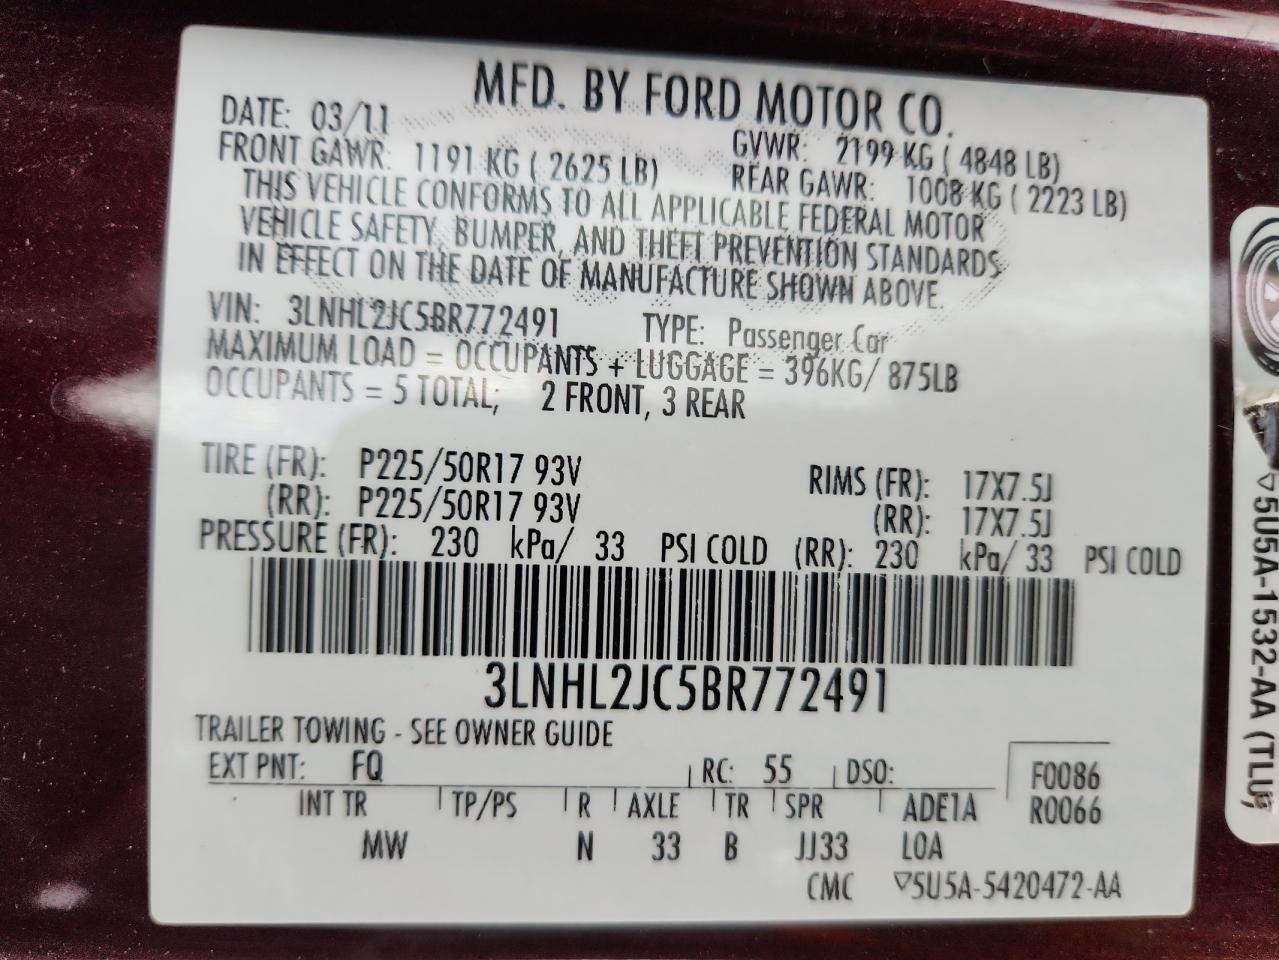 MFD. BY FORD MOTOR CO.
DATE: 03/11 GVWR: 2199 KG ( 4848 LB)
FRONT GAWR: 1191 KG ( 2625 LB) REAR GAWR: 1008 KG ( 2223 LB)
THIS VEHICLE CONFORMS TO ALL APPLICABLE FEDERAL MOTOR
VEHICLE SAFETY, BUMPER, AND THEFT PREVENTION STANDARDS
IN EFFECT ON THE DATE OF MANUFACTURE SHOWN ABOVE.
VIN: 3LNHL2JC5BR772491 TYPE: Passenger Car
MAXIMUM LOAD = OCCUPANTS + LUGGAGE = 396KG/ 875LB
OCCUPANTS = 5 TOTAL; 2 FRONT, 3 REAR
TIRE (FR): P225/50R17 93V RIMS (FR): 17X7.5J
(RR): P225/50R17 93V (RR): 17X7.5J
PRESSURE (FR): 230 kPa/ 33 PSI COLD (RR): 230 kPa/ 33 PSI COLD
3LNHL2JC5BR772491
TRAILER TOWING - SEE OWNER GUIDE
EXT PNT: FQ RC: 55 DSO: F0086
INT TR TP/PS R AXLE TR SPR ADE1A R0066
MW N 33 B JJ33 LOA
CMC ▽5U5A-5420472-AA
▽5U5A-1532-AA (TLUB)